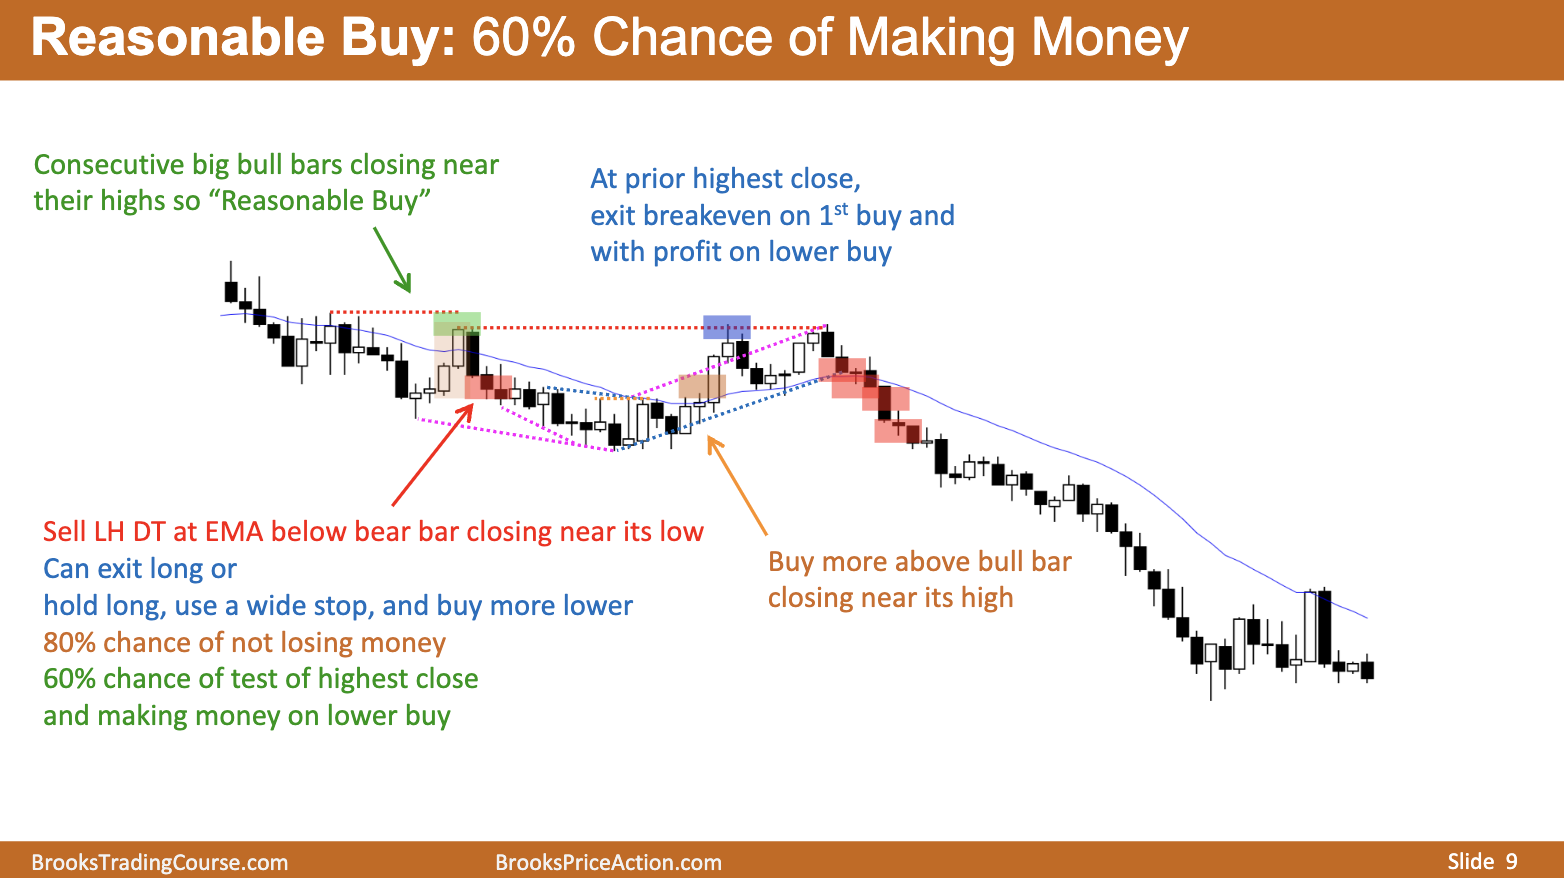 Reasonable Buy: 60% Chance of Making Money
Consecutive big bull bars closing near
their highs so “Reasonable Buy”
At prior highest close,
exit breakeven on 1st buy and
with profit on lower buy
Sell LH DT at EMA below bear bar closing near its low
Can exit long or
hold long, use a wide stop, and buy more lower
80% chance of not losing money
60% chance of test of highest close
and making money on lower buy
Buy more above bull bar
closing near its high
BrooksTradingCourse.com
BrooksPriceAction.com
Slide 9